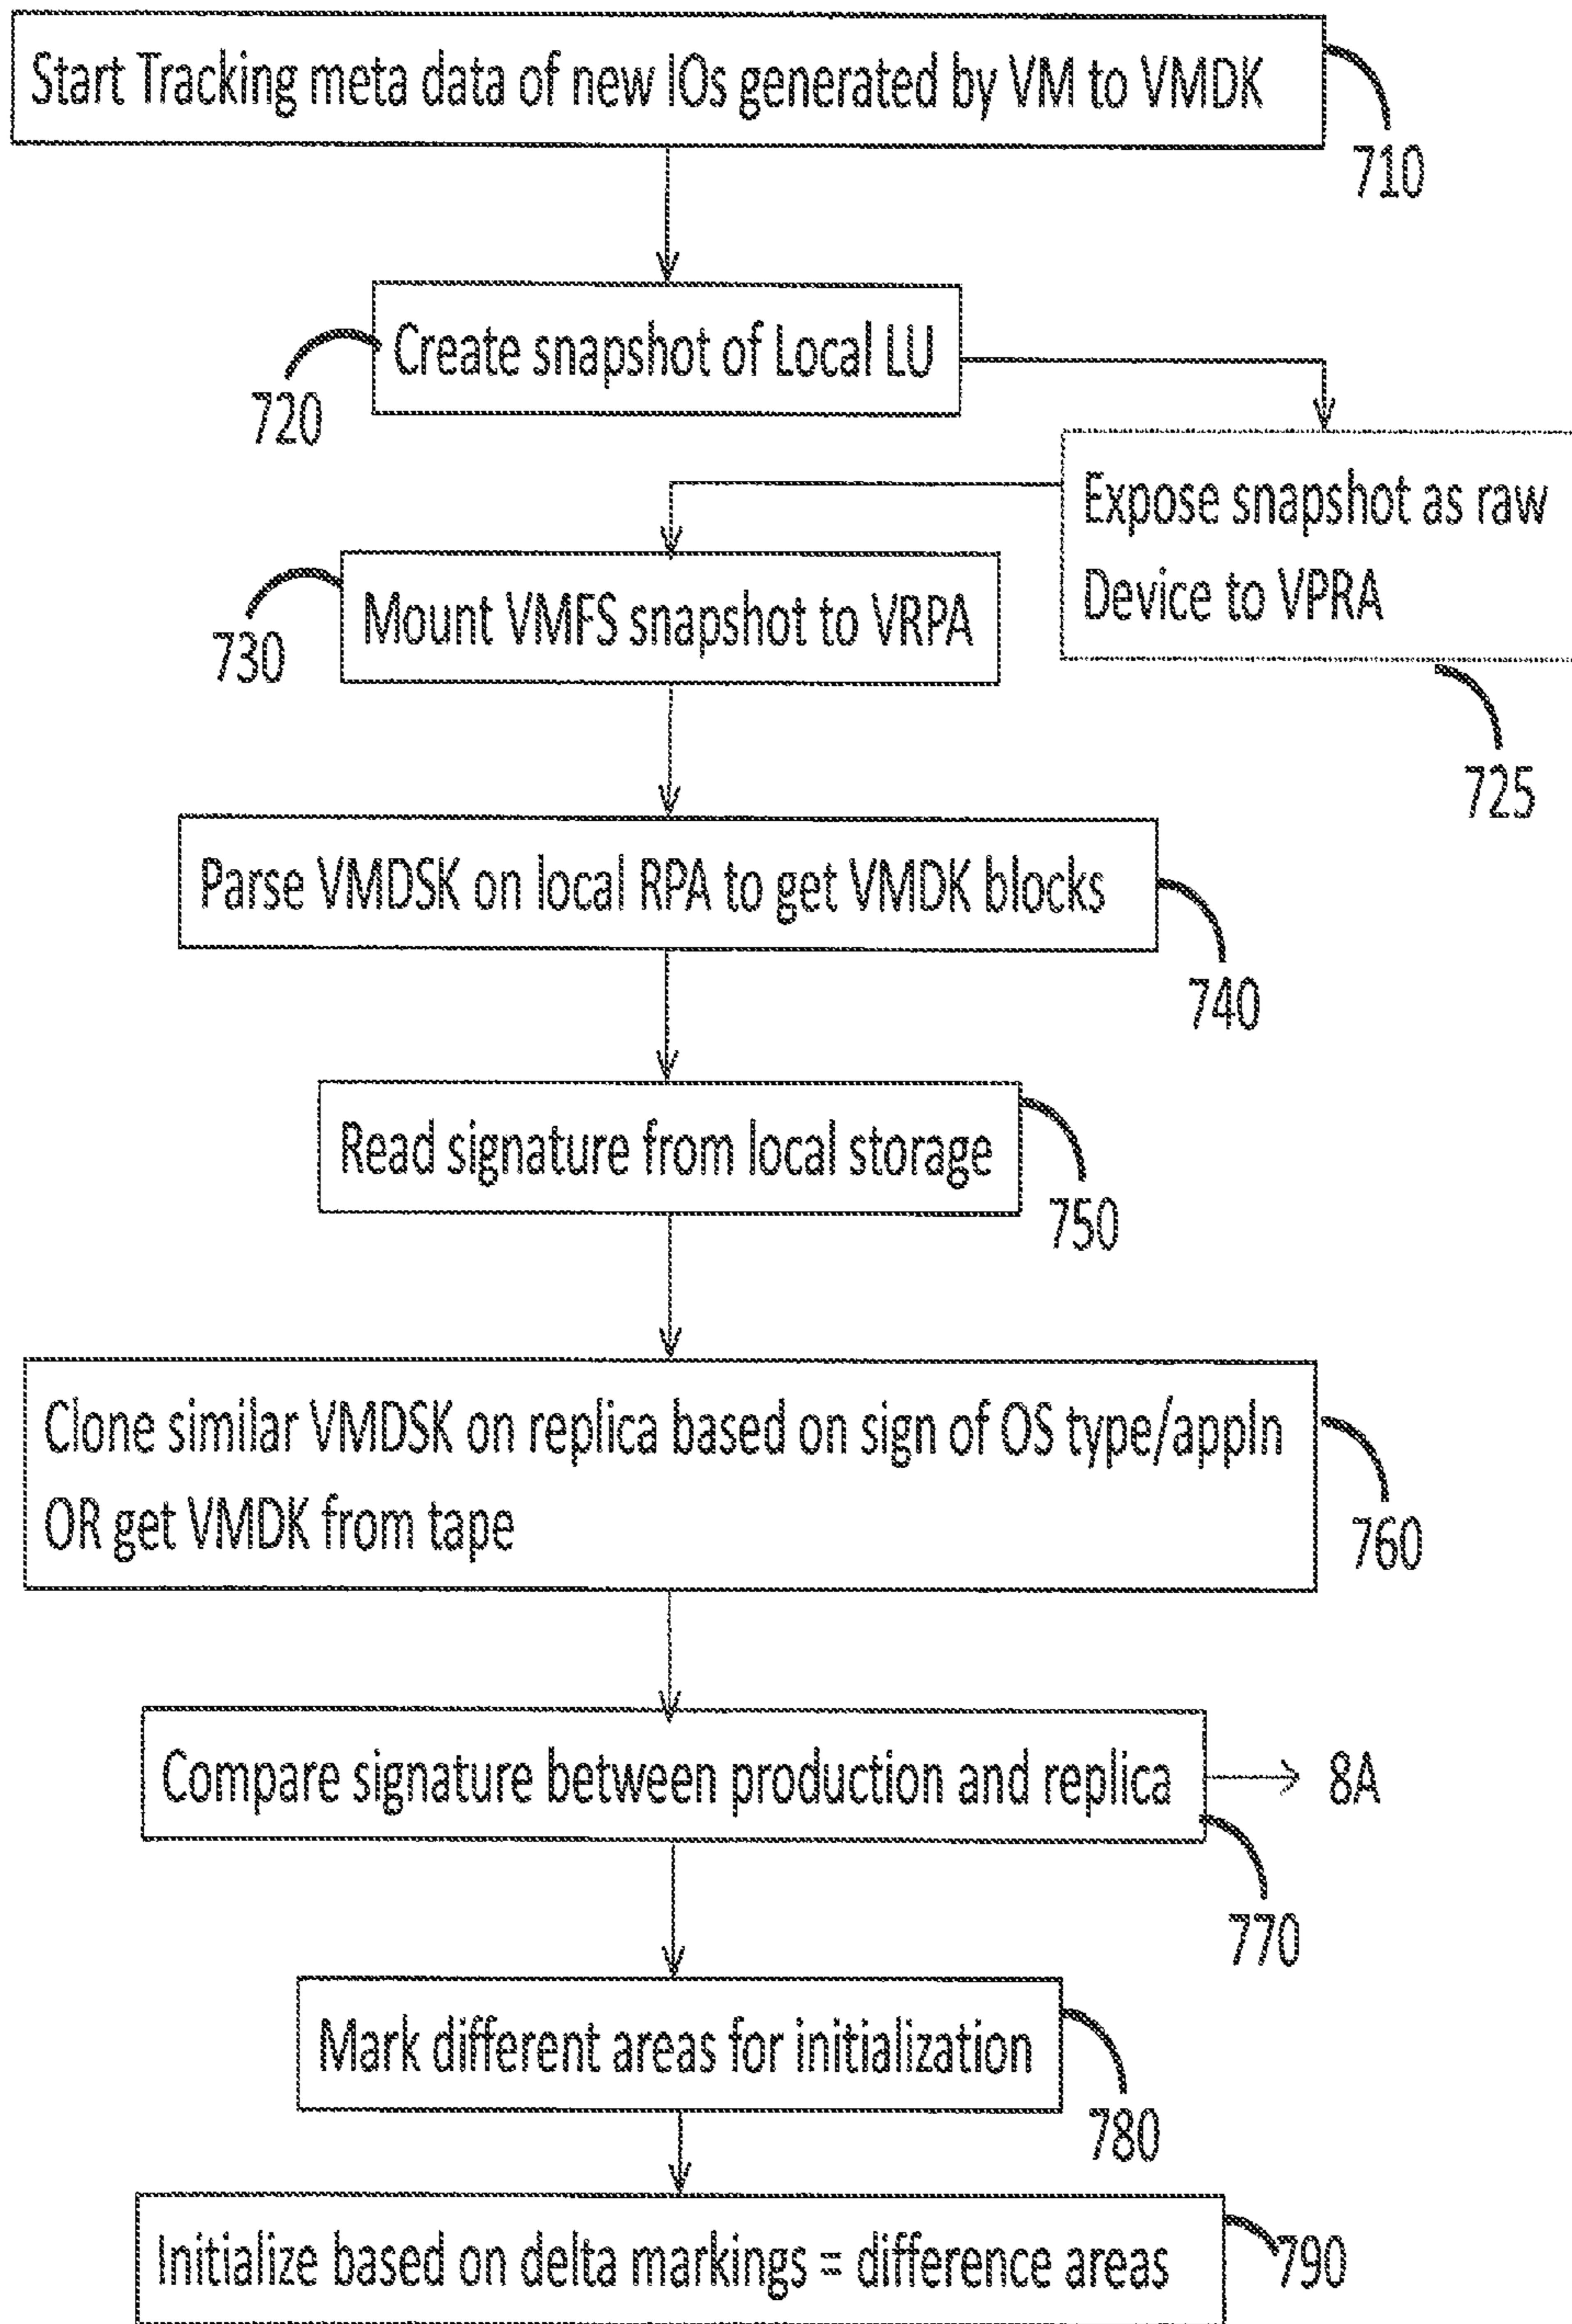 Start Tracking meta data of new IOs generated by VM to VMDK
710
Create snapshot of Local LU
720
Expose snapshot as raw
Device to VPRA
725
Mount VMFS snapshot to VRPA
730
Parse VMDSK on local RPA to get VMDK blocks
740
Read signature from local storage
750
Clone similar VMDSK on replica based on sign of OS type/appln
OR get VMDK from tape
760
Compare signature between production and replica
8A
770
Mark different areas for initialization
780
Initialize based on delta markings = difference areas
790